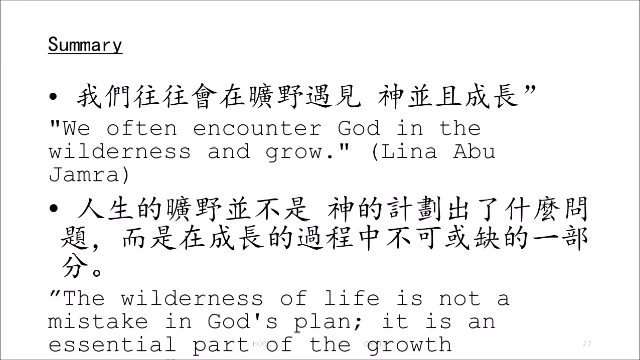 Summary
• 我們往往會在曠野遇見 神並且成長”
"We often encounter God in the
wilderness and grow." (Lina Abu
Jamra)
• 人生的曠野並不是 神的計劃出了什麼問
題，而是在成長的過程中不可或缺的一部
分。
”The wilderness of life is not a
mistake in God's plan; it is an
essential part of the growth
22